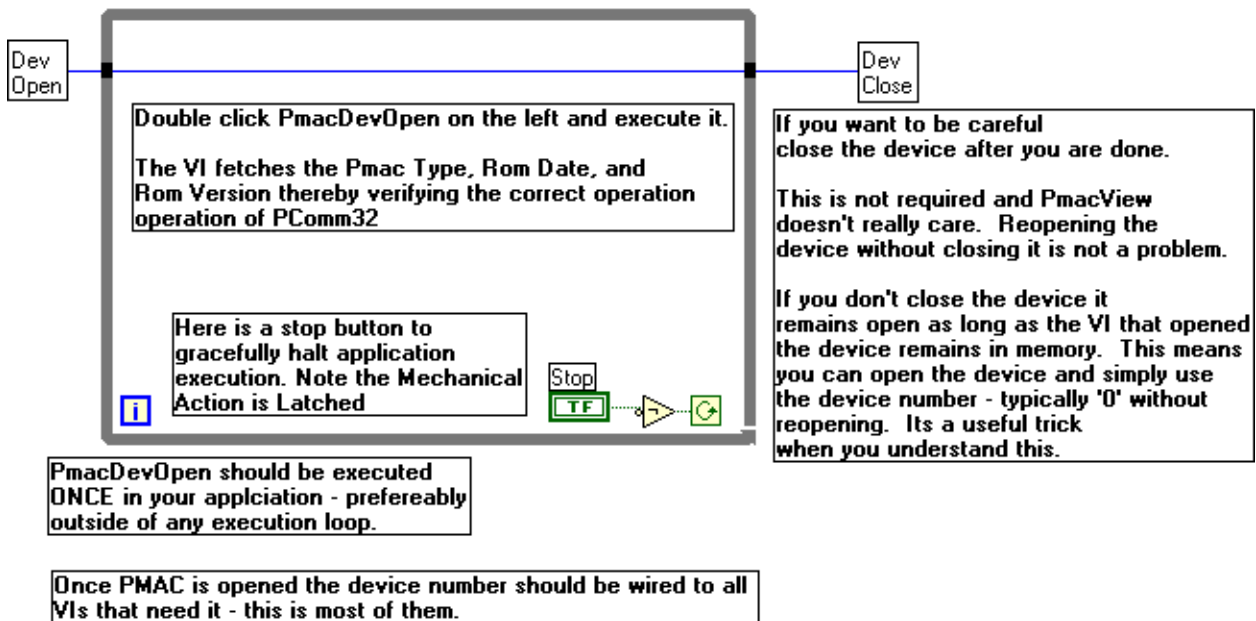 Dev
Open
Dev
Close
Double click PmacDevOpen on the left and execute it.
The VI fetches the Pmac Type, Rom Date, and
Rom Version thereby verifying the correct operation
operation of PComm32
If you want to be careful
close the device after you are done.
This is not required and PmacView
doesn't really care.  Reopening the
device without closing it is not a problem.
If you don't close the device it
remains open as long as the VI that opened
the device remains in memory.  This means
you can open the device and simply use
the device number - typically '0' without
reopening.  Its a useful trick
when you understand this.
Here is a stop button to
gracefully halt application
execution. Note the Mechanical
Action is Latched
Stop
TF
i
PmacDevOpen should be executed
ONCE in your applciation - prefereably
outside of any execution loop.
Once PMAC is opened the device number should be wired to all
VIs that need it - this is most of them.